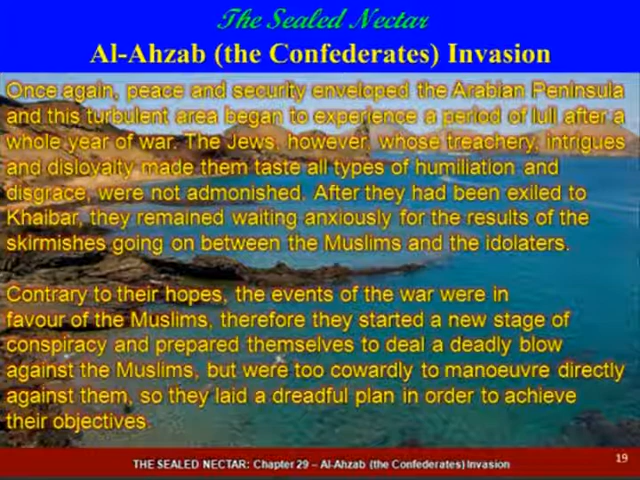 The Sealed Nectar
Al-Ahzab (the Confederates) Invasion
Once again, peace and security enveloped the Arabian Peninsula
and this turbulent area began to experience a period of lull after a
whole year of war. The Jews, however, whose treachery, intrigues
and disloyalty made them taste all types of humiliation and
disgrace, were not admonished. After they had been exiled to
Khaibar, they remained waiting anxiously for the results of the
skirmishes going on between the Muslims and the idolaters.
Contrary to their hopes, the events of the war were in
favour of the Muslims, therefore they started a new stage of
conspiracy and prepared themselves to deal a deadly blow
against the Muslims, but were too cowardly to manoeuvre directly
against them, so they laid a dreadful plan in order to achieve
their objectives.
THE SEALED NECTAR: Chapter 29 – Al-Ahzab (the Confederates) Invasion
19